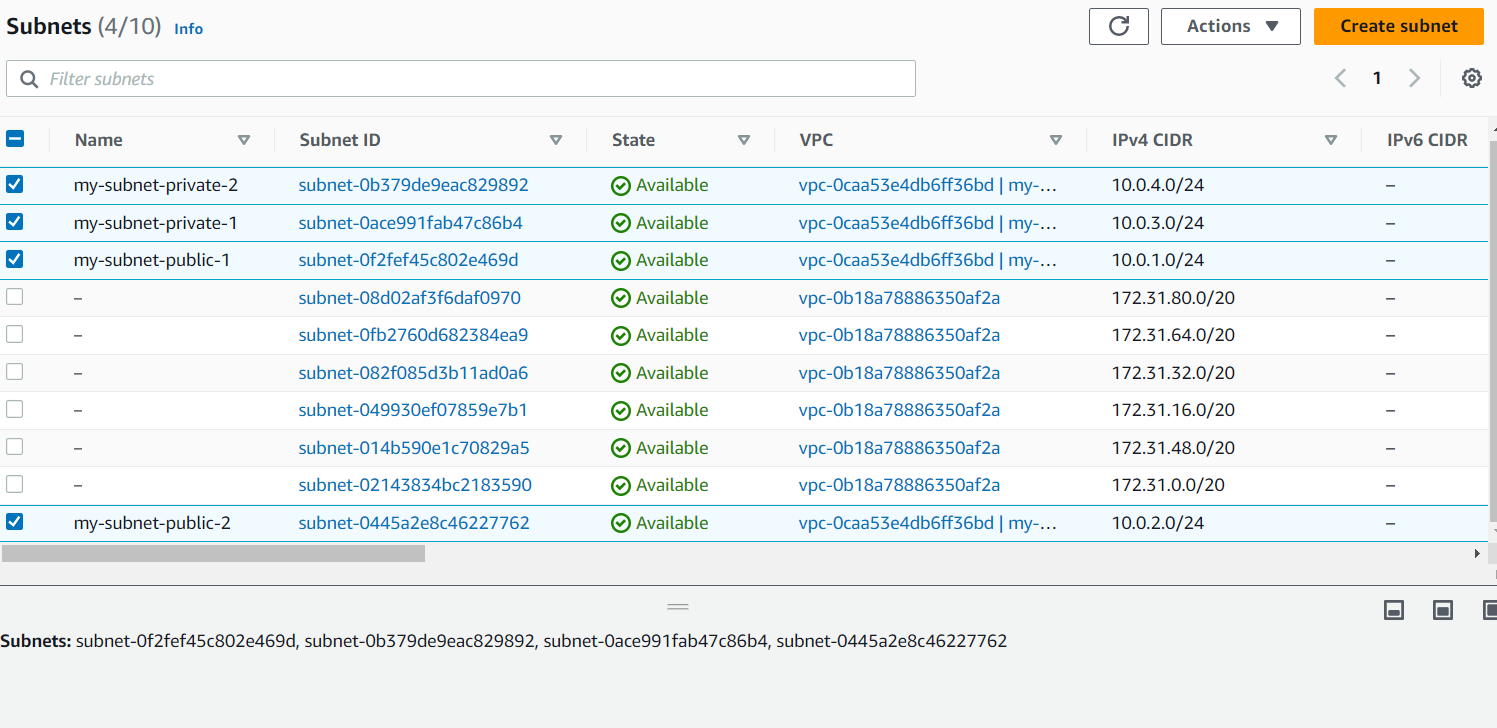 Subnets (4/10) Info Actions Create subnet
Filter subnets 1
Name Subnet ID State VPC IPv4 CIDR IPv6 CIDR
my-subnet-private-2 subnet-0b379de9eac829892 Available vpc-0caa53e4db6ff36bd | my-... 10.0.4.0/24 –
my-subnet-private-1 subnet-0ace991fab47c86b4 Available vpc-0caa53e4db6ff36bd | my-... 10.0.3.0/24 –
my-subnet-public-1 subnet-0f2fef45c802e469d Available vpc-0caa53e4db6ff36bd | my-... 10.0.1.0/24 –
– subnet-08d02af3f6daf0970 Available vpc-0b18a78886350af2a 172.31.80.0/20 –
– subnet-0fb2760d682384ea9 Available vpc-0b18a78886350af2a 172.31.64.0/20 –
– subnet-082f085d3b11ad0a6 Available vpc-0b18a78886350af2a 172.31.32.0/20 –
– subnet-049930ef07859e7b1 Available vpc-0b18a78886350af2a 172.31.16.0/20 –
– subnet-014b590e1c70829a5 Available vpc-0b18a78886350af2a 172.31.48.0/20 –
– subnet-02143834bc2183590 Available vpc-0b18a78886350af2a 172.31.0.0/20 –
my-subnet-public-2 subnet-0445a2e8c46227762 Available vpc-0caa53e4db6ff36bd | my-... 10.0.2.0/24 –
Subnets: subnet-0f2fef45c802e469d, subnet-0b379de9eac829892, subnet-0ace991fab47c86b4, subnet-0445a2e8c46227762